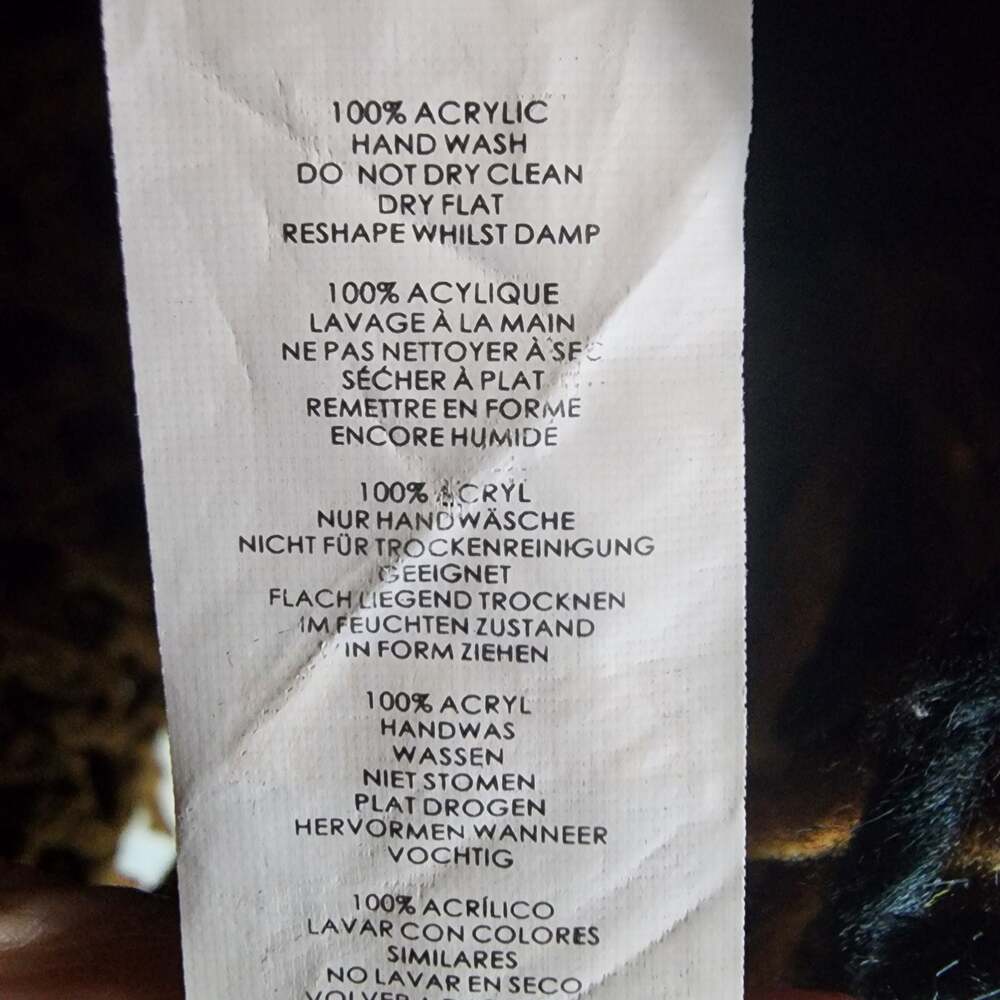 100% ACRYLIC
HAND WASH
DO NOT DRY CLEAN
DRY FLAT
RESHAPE WHILST DAMP
100% ACYLIQUE
LAVAGE À LA MAIN
NE PAS NETTOYER À SEC
SÉCHER À PLAT
REMETTRE EN FORME
ENCORE HUMIDE
100% ACRYL
NUR HANDWÄSCHE
NICHT FÜR TROCKENREINIGUNG
GEEIGNET
FLACH LIEGEND TROCKNEN
IM FEUCHTEN ZUSTAND
IN FORM ZIEHEN
100% ACRYL
HANDWAS
WASSEN
NIET STOMEN
PLAT DROGEN
HERVORMEN WANNEER
VOCHTIG
100% ACRÍLICO
LAVAR CON COLORES
SIMILARES
NO LAVAR EN SECO
VOLVER